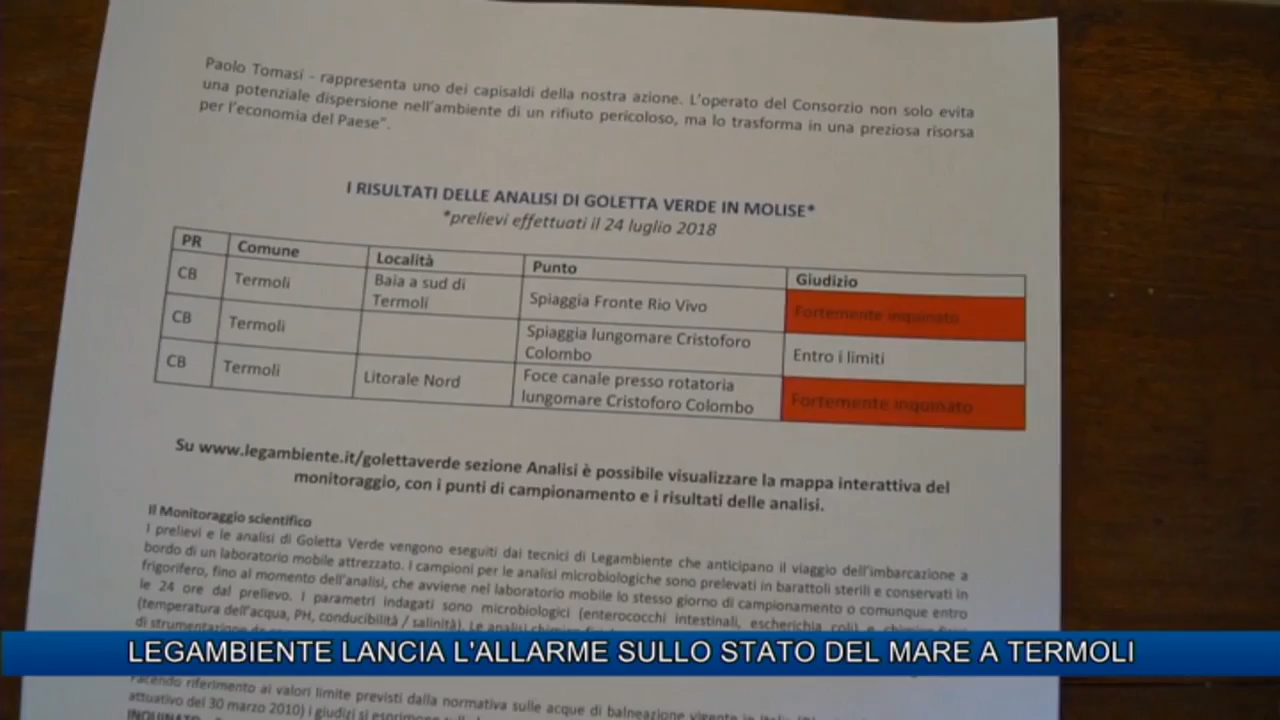 Paolo Tomasi - rappresenta uno dei capisaldi della nostra azione. L'operato del Consorzio non solo evita
una potenziale dispersione nell'ambiente di un rifiuto pericoloso, ma lo trasforma in una preziosa risorsa
per l'economia del Paese".
I RISULTATI DELLE ANALISI DI GOLETTA VERDE IN MOLISE*
*prelievi effettuati il 24 luglio 2018
PR Comune Località Punto Giudizio
CB Termoli Baia a sud di Termoli Spiaggia Fronte Rio Vivo Fortemente inquinato
CB Termoli Spiaggia lungomare Cristoforo Colombo Entro i limiti
CB Termoli Litorale Nord Foce canale presso rotatoria lungomare Cristoforo Colombo Fortemente inquinato
Su www.legambiente.it/golettaverde sezione Analisi è possibile visualizzare la mappa interattiva del
monitoraggio, con i punti di campionamento e i risultati delle analisi.
Il Monitoraggio scientifico
I prelievi e le analisi di Goletta Verde vengono eseguiti dai tecnici di Legambiente che anticipano il viaggio dell'imbarcazione a
bordo di un laboratorio mobile attrezzato. I campioni per le analisi microbiologiche sono prelevati in barattoli sterili e conservati in
frigorifero, fino al momento dell'analisi, che avviene nel laboratorio mobile lo stesso giorno di campionamento o comunque entro
le 24 ore dal prelievo. I parametri indagati sono microbiologici (enterococchi intestinali, escherichia coli) e
(temperatura dell'acqua, PH, conducibilità / salinità). Le analisi
di strumentazione
LEGAMBIENTE LANCIA L'ALLARME SULLO STATO DEL MARE A TERMOLI
Facendo riferimento ai valori limite previsti dalla normativa sulle acque di balneazione vigente in
attuativo del 30 marzo 2010) i giudizi si esprimono